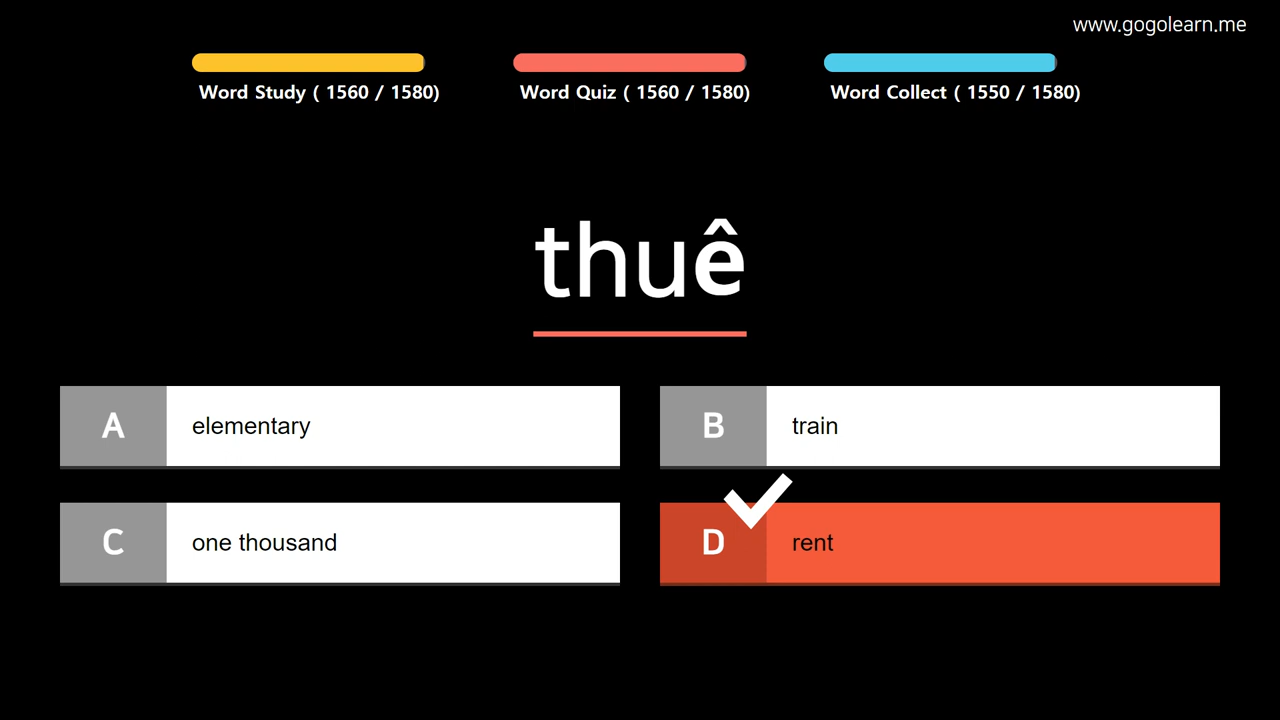 www.gogolearn.me
Word Study ( 1560 / 1580)
Word Quiz ( 1560 / 1580)
Word Collect ( 1550 / 1580)
thuê
A elementary
B train
C one thousand
D rent